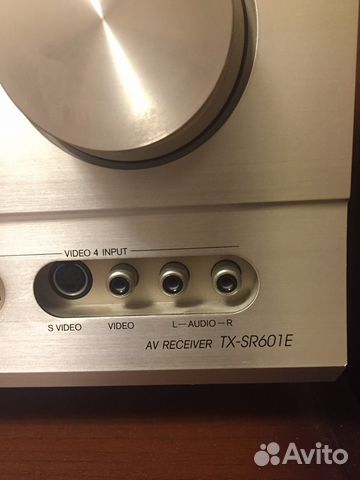 VIDEO 4 INPUT
S VIDEO VIDEO L—AUDIO—R
AV RECEIVER TX-SR601E
Avito